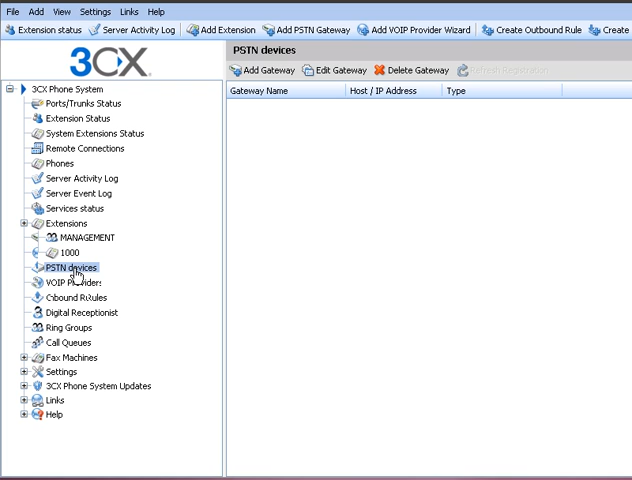 File Add View Settings Links Help
Extension status Server Activity Log Add Extension Add PSTN Gateway Add VOIP Provider Wizard Create Outbound Rule Create
3CX
PSTN devices
Add Gateway Edit Gateway Delete Gateway Refresh Registration
Gateway Name Host / IP Address Type
3CX Phone System
Ports/Trunks Status
Extension Status
System Extensions Status
Remote Connections
Phones
Server Activity Log
Server Event Log
Services status
Extensions
MANAGEMENT
1000
PSTN devices
VOIP Providers
Digital Receptionist
Ring Groups
Call Queues
Fax Machines
Settings
3CX Phone System Updates
Links
Help